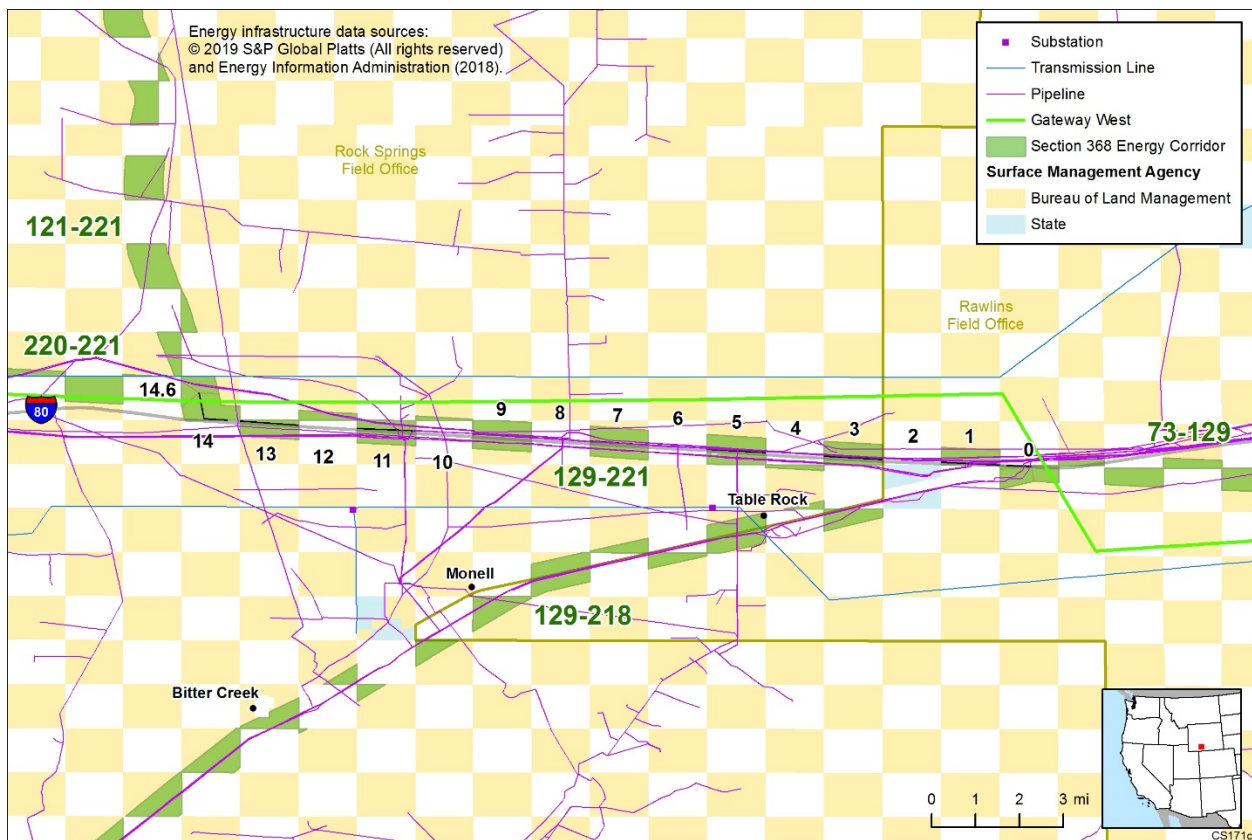 Energy infrastructure data sources:
© 2019 S&P Global Platts (All rights reserved)
and Energy Information Administration (2018).
Substation
Transmission Line
Pipeline
Gateway West
Section 368 Energy Corridor
Surface Management Agency
Bureau of Land Management
State
Rock Springs
Field Office
121-221
Rawlins
Field Office
220-221
14.6
80
9
8
7
6
5
4
3
2
1
0
73-129
14
13
12
11
10
129-221
Table Rock
Monell
129-218
Bitter Creek
0 1 2 3 mi